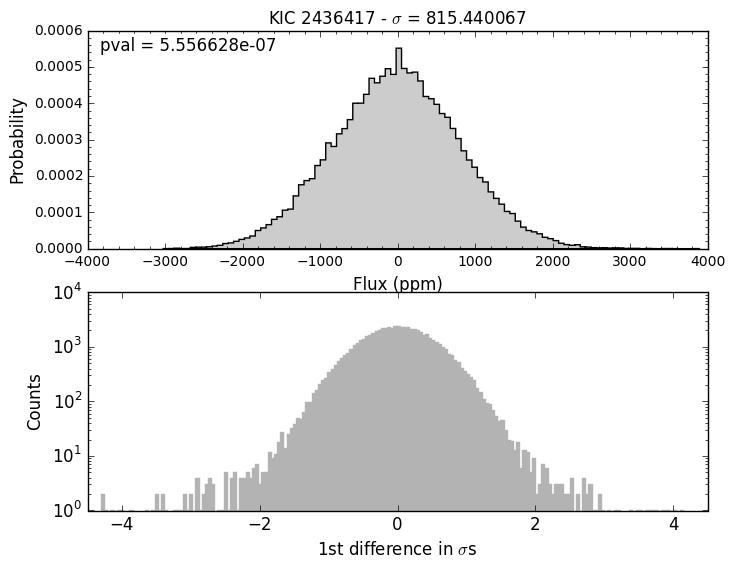 KIC 2436417 - σ = 815.440067
pval = 5.556628e-07
0.0006
0.0005
0.0004
0.0003
0.0002
0.0001
0.0000
Probability
−4000 −3000 −2000 −1000 0 1000 2000 3000 4000
Flux (ppm)
10⁴
10³
10²
10¹
10⁰
Counts
−4 −2 0 2 4
1st difference in σs